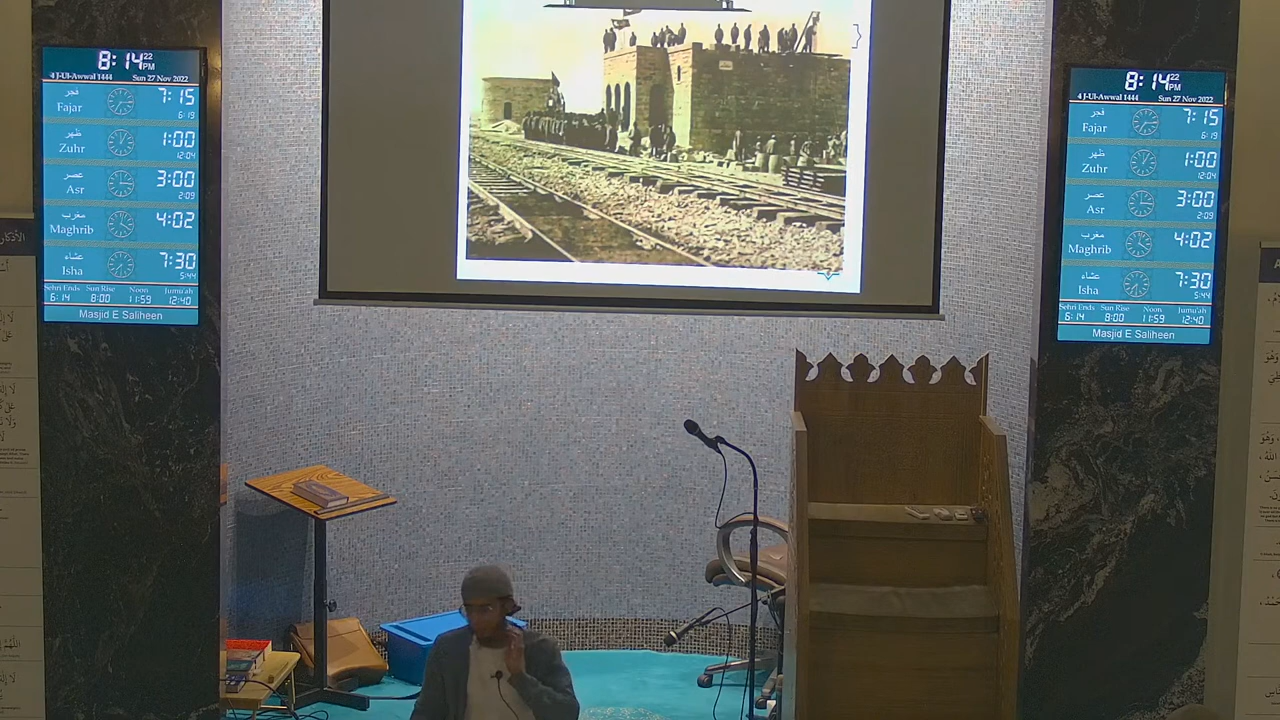 8:14 22 PM
4 J-Ul-Awwal 1444 Sun 27 Nov 2022
فجر Fajar 7:15 6:19
ظهر Zuhr 1:00 12:04
عصر Asr 3:00 2:09
مغرب Maghrib 4:02
عشاء Isha 7:30 5:44
Sehri Ends Sun Rise Noon Jumu'ah
6:14 8:00 11:59 12:40
Masjid E Saliheen
8:14 22 PM
4 J-Ul-Awwal 1444 Sun 27 Nov 2022
فجر Fajar 7:15 6:19
ظهر Zuhr 1:00 12:04
عصر Asr 3:00 2:09
مغرب Maghrib 4:02
عشاء Isha 7:30 5:44
Sehri Ends Sun Rise Noon Jumu'ah
6:14 8:00 11:59 12:40
Masjid E Saliheen